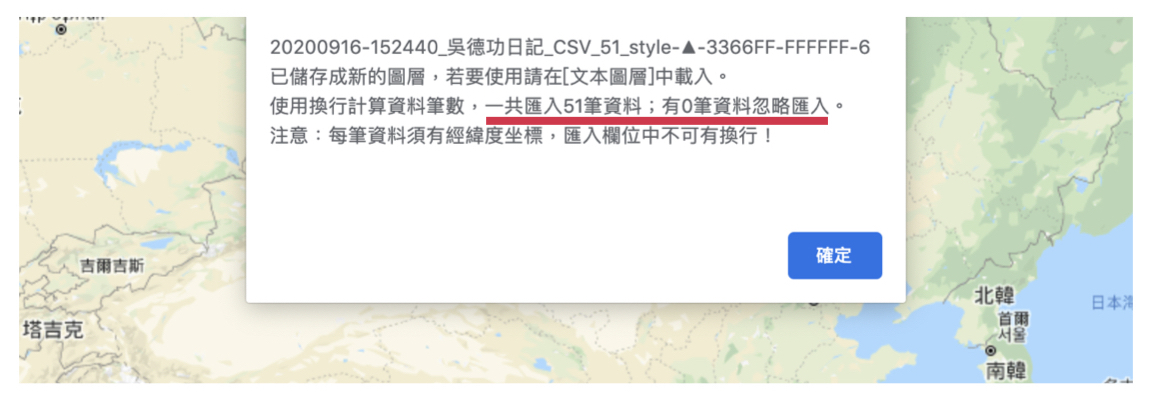 20200916-152440_吳德功日記_CSV_51_style-▲-3366FF-FFFFFF-6
已儲存成新的圖層，若要使用請在[文本圖層]中載入。
使用換行計算資料筆數，一共匯入51筆資料；有0筆資料忽略匯入。
注意：每筆資料須有經緯度坐標，匯入欄位中不可有換行！
確定
吉爾吉斯
塔吉克
北韓
日本海
首爾
서울
南韓